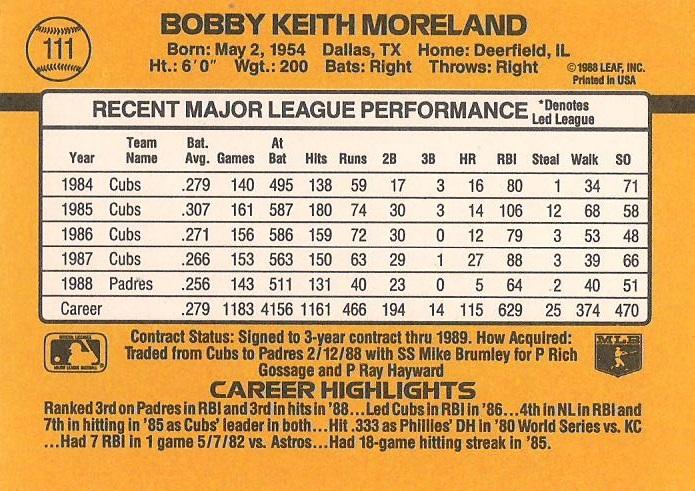 111
BOBBY KEITH MORELAND
Born: May 2, 1954 Dallas, TX Home: Deerfield, IL
Ht.: 6'0" Wgt.: 200 Bats: Right Throws: Right
©1988 LEAF, INC.
Printed in USA
RECENT MAJOR LEAGUE PERFORMANCE *Denotes
Led League
Year Team Name Bat. Avg. Games At Bat Hits Runs 2B 3B HR RBI Steal Walk SO
1984 Cubs .279 140 495 138 59 17 3 16 80 1 34 71
1985 Cubs .307 161 587 180 74 30 3 14 106 12 68 58
1986 Cubs .271 156 586 159 72 30 0 12 79 3 53 48
1987 Cubs .266 153 563 150 63 29 1 27 88 3 39 66
1988 Padres .256 143 511 131 40 23 0 5 64 2 40 51
Career .279 1183 4156 1161 466 194 14 115 629 25 374 470
Contract Status: Signed to 3-year contract thru 1989. How Acquired:
Traded from Cubs to Padres 2/12/88 with SS Mike Brumley for P Rich
Gossage and P Ray Hayward
MLB
CAREER HIGHLIGHTS
Ranked 3rd on Padres in RBI and 3rd in hits in '88...Led Cubs in RBI in '86...4th in NL in RBI and
7th in hitting in '85 as Cubs' leader in both...Hit .333 as Phillies' DH in '80 World Series vs. KC
...Had 7 RBI in 1 game 5/7/82 vs. Astros...Had 18-game hitting streak in '85.